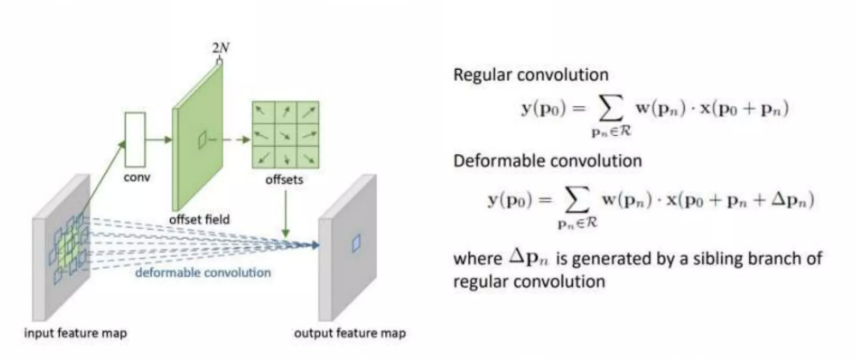 2N
conv
offsets
offset field
deformable convolution
input feature map
output feature map
Regular convolution
y(p₀) = ∑ w(pₙ) · x(p₀ + pₙ)
pₙ∈R
Deformable convolution
y(p₀) = ∑ w(pₙ) · x(p₀ + pₙ + Δpₙ)
pₙ∈R
where Δpₙ is generated by a sibling branch of
regular convolution